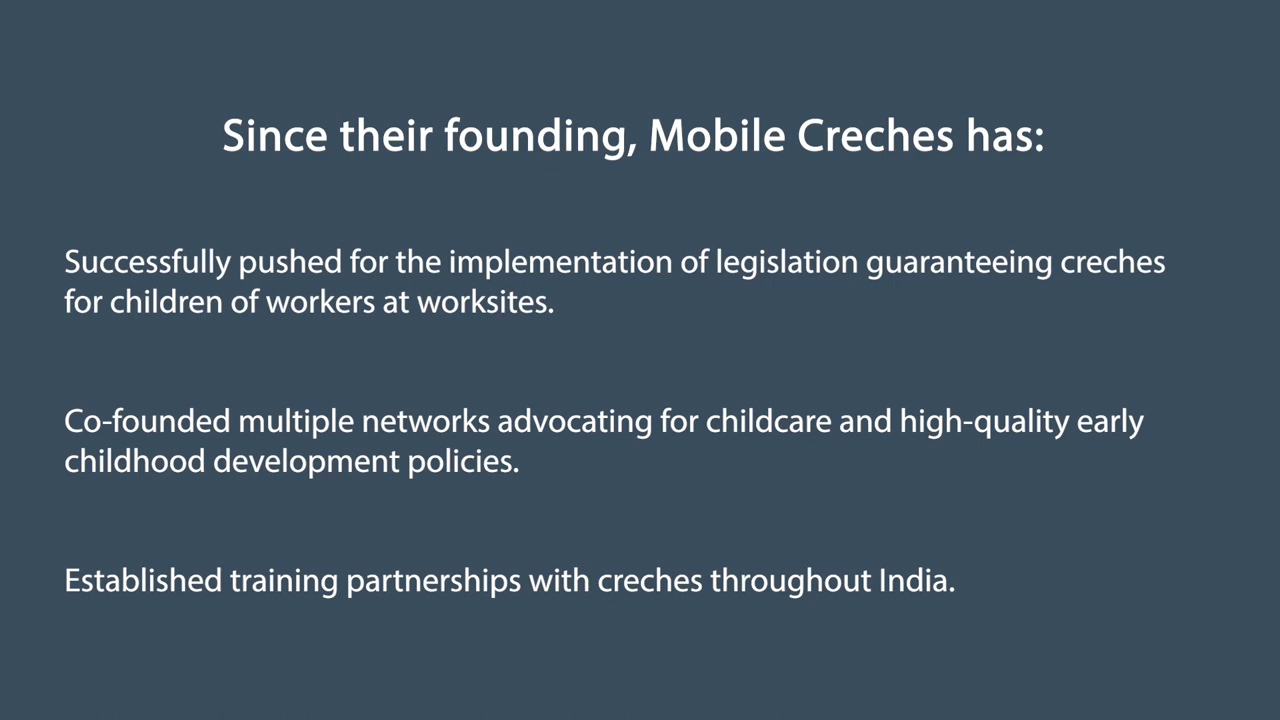 Since their founding, Mobile Creches has:
Successfully pushed for the implementation of legislation guaranteeing creches
for children of workers at worksites.
Co-founded multiple networks advocating for childcare and high-quality early
childhood development policies.
Established training partnerships with creches throughout India.